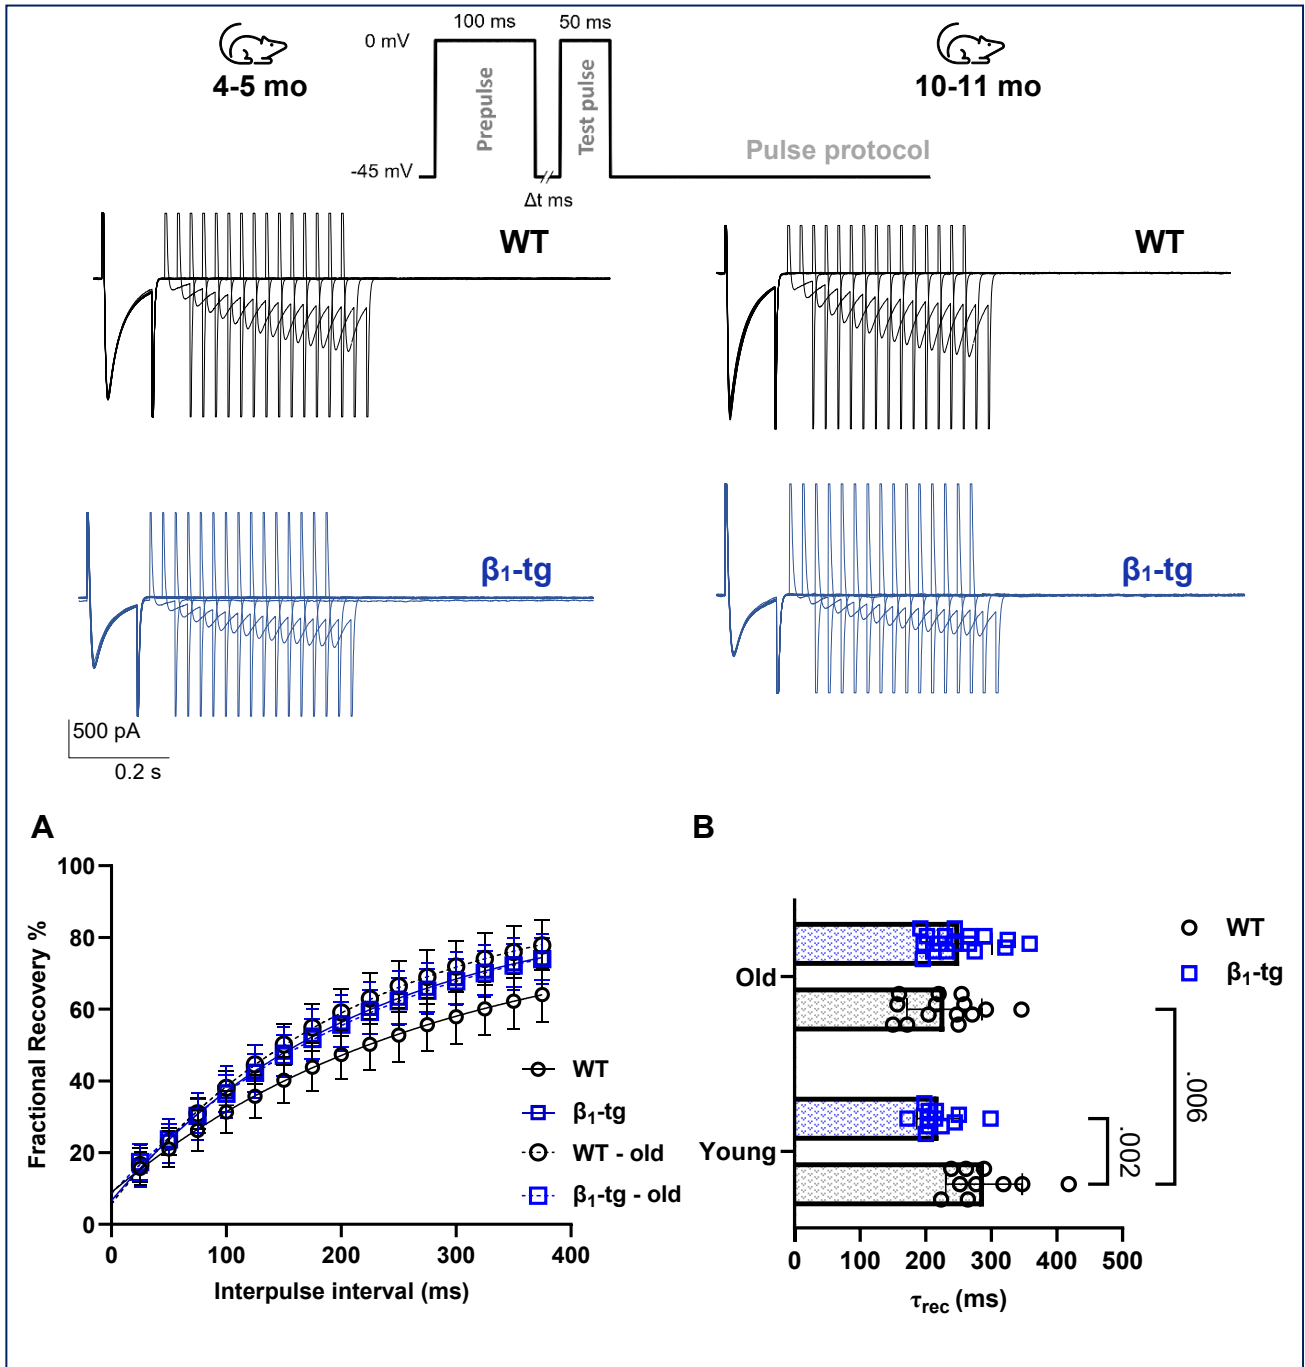 100 ms
50 ms
0 mV
4-5 mo
10-11 mo
Prepulse
Test pulse
Pulse protocol
-45 mV
Δt ms
WT
WT
β₁-tg
β₁-tg
500 pA
0.2 s
A
B
100
80
60
40
20
0
Fractional Recovery %
0
100
200
300
400
Interpulse interval (ms)
WT
β₁-tg
WT - old
β₁-tg - old
Old
Young
0
100
200
300
400
500
τrec (ms)
.002
.006
WT
β₁-tg